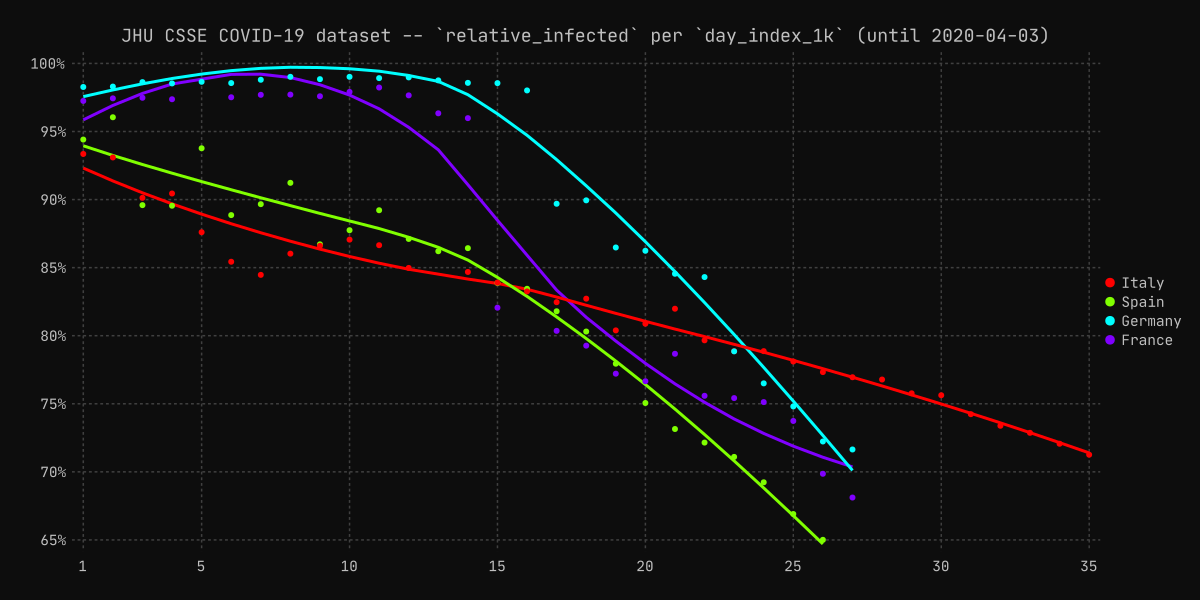 JHU CSSE COVID-19 dataset -- `relative_infected` per `day_index_1k` (until 2020-04-03)
100%
95%
90%
85%
80%
75%
70%
65%
1 5 10 15 20 25 30 35
Italy
Spain
Germany
France